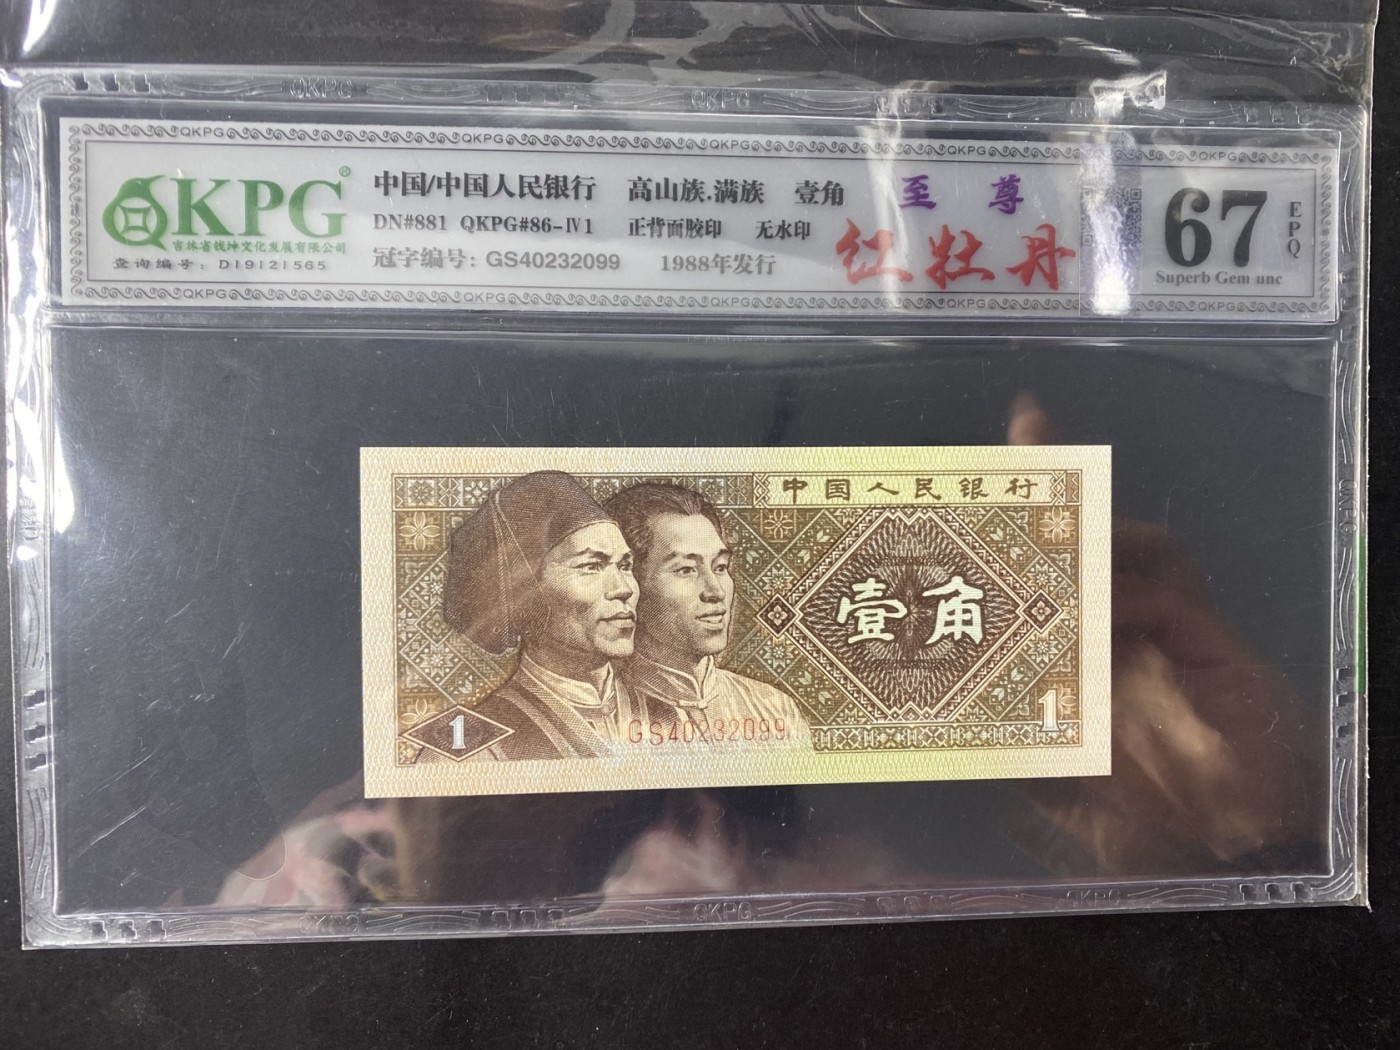 QKPG®
吉林省钱坤文化发展有限公司
查询编号: D19121565
中国/中国人民银行 高山族.满族 壹角
DN#881 QKPG#86-Ⅳ1 正背面胶印 无水印
冠字编号: GS40232099 1988年发行
至尊
红牡丹
67
EPQ
Superb Gem unc
中国人民银行
壹角
1
1
GS40232099